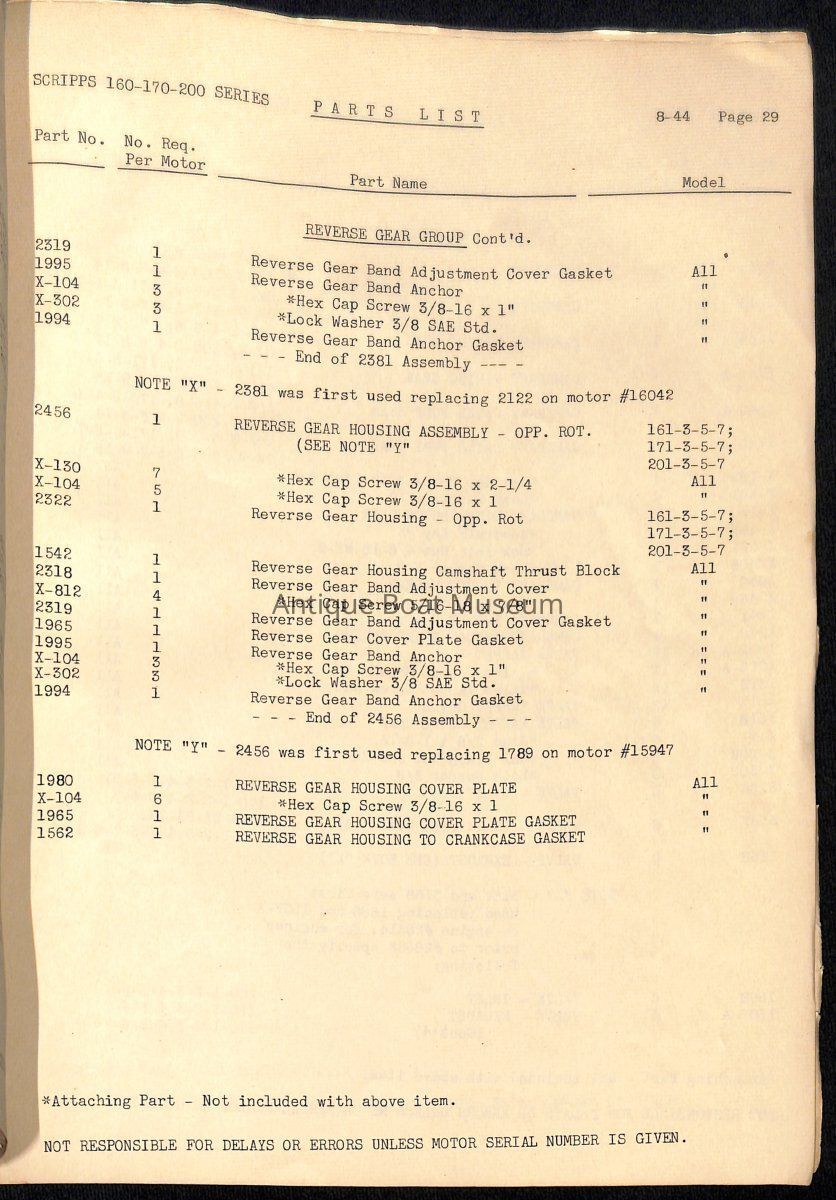 SCRIPPS 160-170-200 SERIES
PARTS LIST
8-44 Page 29
Part No. No. Req. Per Motor Part Name Model
REVERSE GEAR GROUP Cont'd.
2319 1 Reverse Gear Band Adjustment Cover Gasket All
1995 1 Reverse Gear Band Anchor "
X-104 3 *Hex Cap Screw 3/8-16 x 1" "
X-302 3 *Lock Washer 3/8 SAE Std. "
1994 1 Reverse Gear Band Anchor Gasket "
- - - End of 2381 Assembly ---- -
NOTE "X" - 2381 was first used replacing 2122 on motor #16042
2456 1 REVERSE GEAR HOUSING ASSEMBLY - OPP. ROT. 161-3-5-7;
(SEE NOTE "Y" 171-3-5-7;
201-3-5-7
X-130 7 *Hex Cap Screw 3/8-16 x 2-1/4 All
X-104 5 *Hex Cap Screw 3/8-16 x 1 "
2322 1 Reverse Gear Housing - Opp. Rot 161-3-5-7;
171-3-5-7;
201-3-5-7
1542 1 Reverse Gear Housing Camshaft Thrust Block All
2318 1 Reverse Gear Band Adjustment Cover "
X-812 4 *Hex Cap Screw 5/16-18 x 7/8" "
Antique Boat Museum
2319 1 Reverse Gear Band Adjustment Cover Gasket "
1965 1 Reverse Gear Cover Plate Gasket "
1995 1 Reverse Gear Band Anchor "
X-104 3 *Hex Cap Screw 3/8-16 x 1" "
X-302 3 *Lock Washer 3/8 SAE Std. "
1994 1 Reverse Gear Band Anchor Gasket "
- - - End of 2456 Assembly - - -
NOTE "Y" - 2456 was first used replacing 1789 on motor #15947
1980 1 REVERSE GEAR HOUSING COVER PLATE All
X-104 6 *Hex Cap Screw 3/8-16 x 1 "
1965 1 REVERSE GEAR HOUSING COVER PLATE GASKET "
1562 1 REVERSE GEAR HOUSING TO CRANKCASE GASKET "
*Attaching Part - Not included with above item.
NOT RESPONSIBLE FOR DELAYS OR ERRORS UNLESS MOTOR SERIAL NUMBER IS GIVEN.